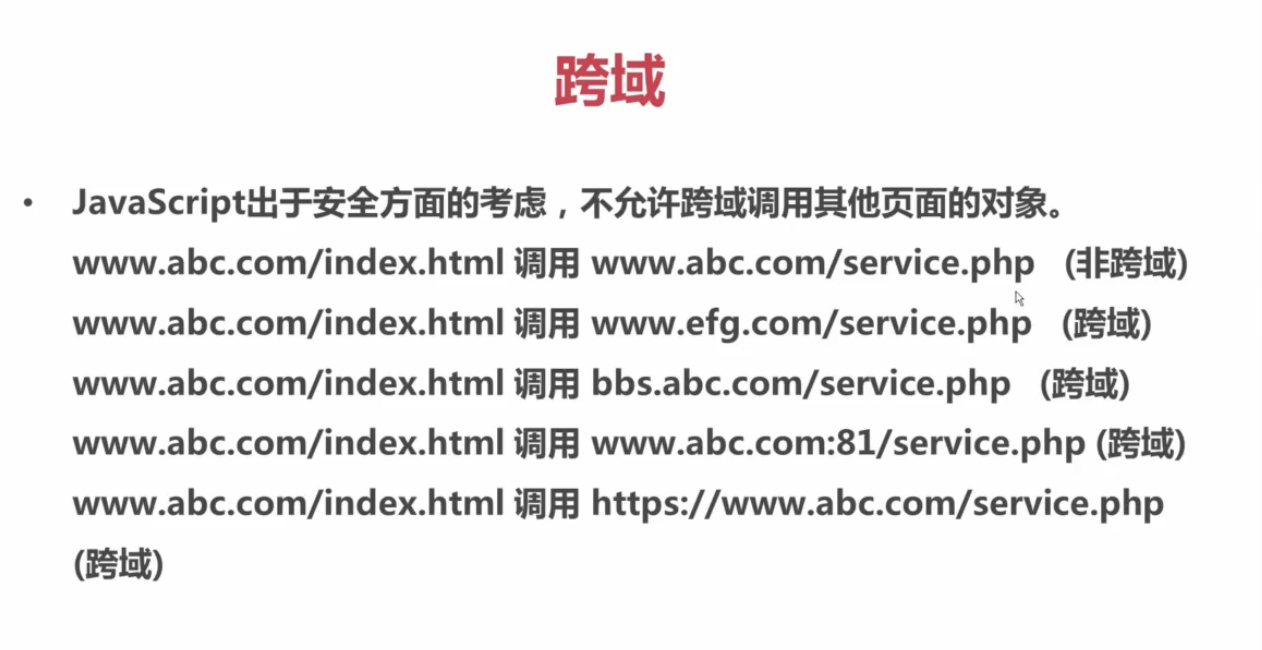 跨域
• JavaScript出于安全方面的考虑，不允许跨域调用其他页面的对象。
www.abc.com/index.html 调用 www.abc.com/service.php (非跨域)
www.abc.com/index.html 调用 www.efg.com/service.php (跨域)
www.abc.com/index.html 调用 bbs.abc.com/service.php (跨域)
www.abc.com/index.html 调用 www.abc.com:81/service.php (跨域)
www.abc.com/index.html 调用 https://www.abc.com/service.php
(跨域)